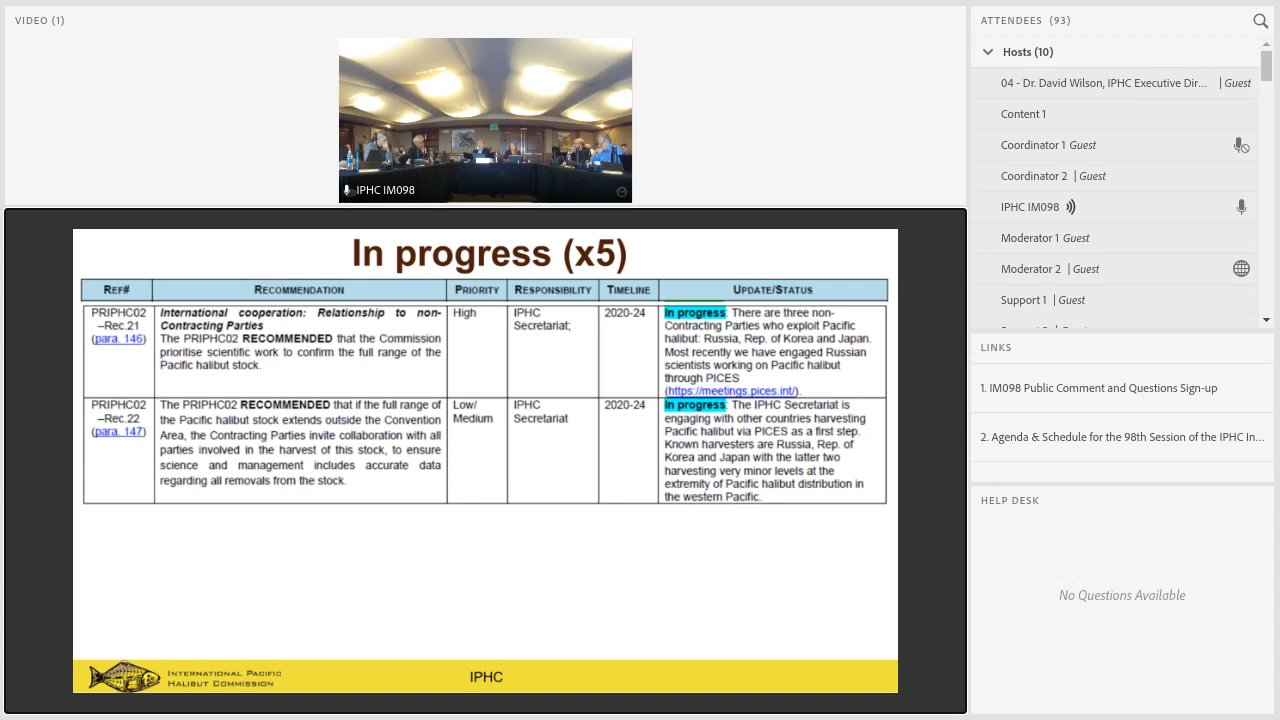 VIDEO (1)
IPHC IM098
In progress (x5)
REF# RECOMMENDATION PRIORITY RESPONSIBILITY TIMELINE UPDATE/STATUS
PRIPHC02
–Rec.21
(para. 146)
International cooperation: Relationship to non-
Contracting Parties
The PRIPHC02 RECOMMENDED that the Commission
prioritise scientific work to confirm the full range of the
Pacific halibut stock.
High
IPHC
Secretariat;
2020-24
In progress: There are three non-
Contracting Parties who exploit Pacific
halibut: Russia, Rep. of Korea and Japan.
Most recently we have engaged Russian
scientists working on Pacific halibut
through PICES
(https://meetings.pices.int/).
PRIPHC02
–Rec.22
(para. 147)
The PRIPHC02 RECOMMENDED that if the full range of
the Pacific halibut stock extends outside the Convention
Area, the Contracting Parties invite collaboration with all
parties involved in the harvest of this stock, to ensure
science and management includes accurate data
regarding all removals from the stock.
Low/
Medium
IPHC
Secretariat
2020-24
In progress: The IPHC Secretariat is
engaging with other countries harvesting
Pacific halibut via PICES as a first step.
Known harvesters are Russia, Rep. of
Korea and Japan with the latter two
harvesting very minor levels at the
extremity of Pacific halibut distribution in
the western Pacific.
INTERNATIONAL PACIFIC
HALIBUT COMMISSION
IPHC
ATTENDEES (93)
Hosts (10)
04 - Dr. David Wilson, IPHC Executive Dir... | Guest
Content 1
Coordinator 1 Guest
Coordinator 2 | Guest
IPHC IM098
Moderator 1 Guest
Moderator 2 | Guest
Support 1 | Guest
LINKS
1. IM098 Public Comment and Questions Sign-up
2. Agenda & Schedule for the 98th Session of the IPHC In...
HELP DESK
No Questions Available